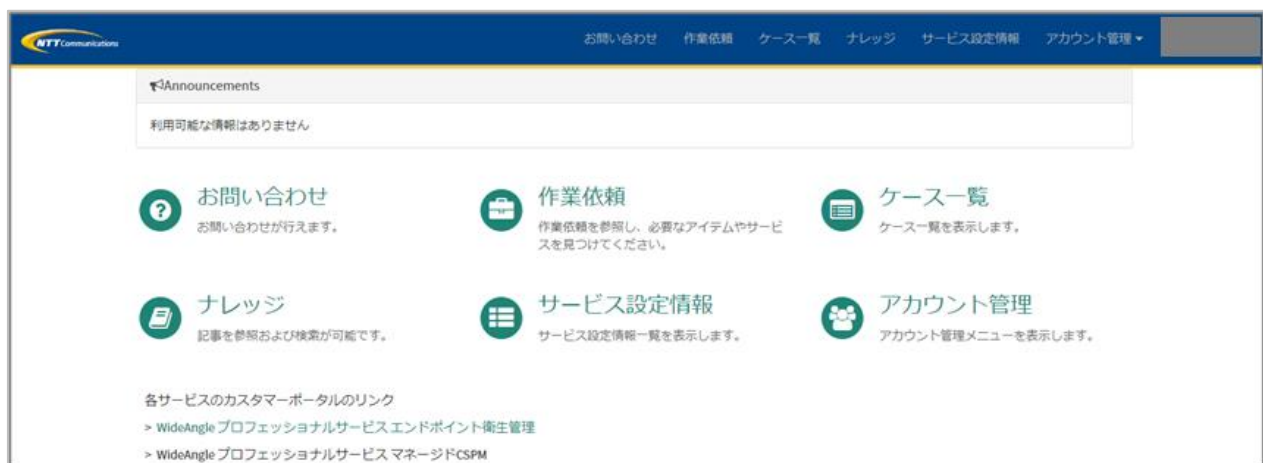 NTT Communications
お問い合わせ 作業依頼 ケース一覧 ナレッジ サービス設定情報 アカウント管理
Announcements
利用可能な情報はありません
お問い合わせ
お問い合わせが行えます。
作業依頼
作業依頼を参照し、必要なアイテムやサービ
スを見つけてください。
ケース一覧
ケース一覧を表示します。
ナレッジ
記事を参照および検索が可能です。
サービス設定情報
サービス設定情報一覧を表示します。
アカウント管理
アカウント管理メニューを表示します。
各サービスのカスタマーポータルのリンク
> WideAngle プロフェッショナルサービス エンドポイント衛生管理
> WideAngle プロフェッショナルサービス マネージドCSPM